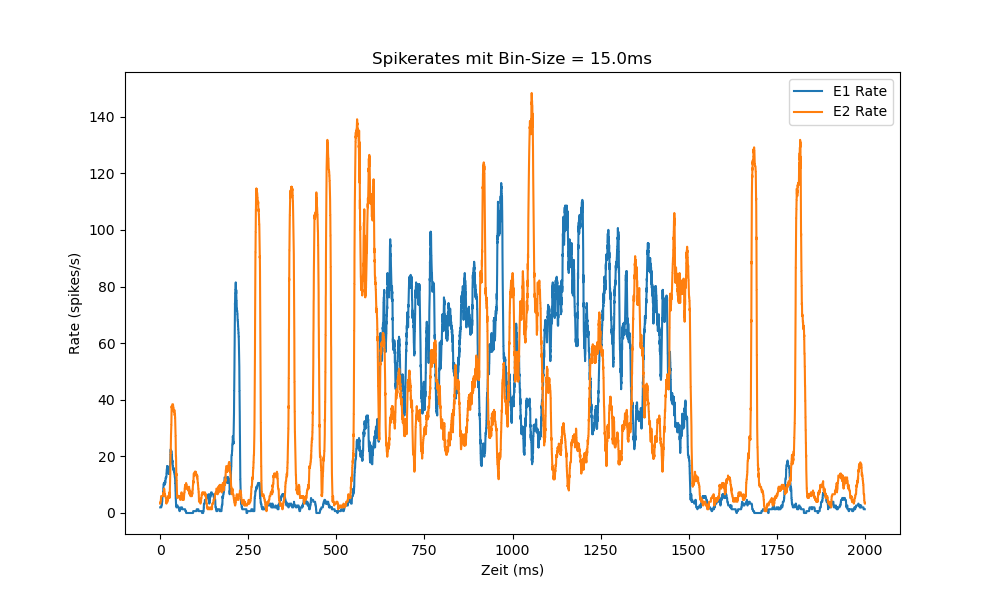 Spikerates mit Bin-Size = 15.0ms
E1 Rate
E2 Rate
Rate (spikes/s)
140
120
100
80
60
40
20
0
0 250 500 750 1000 1250 1500 1750 2000
Zeit (ms)